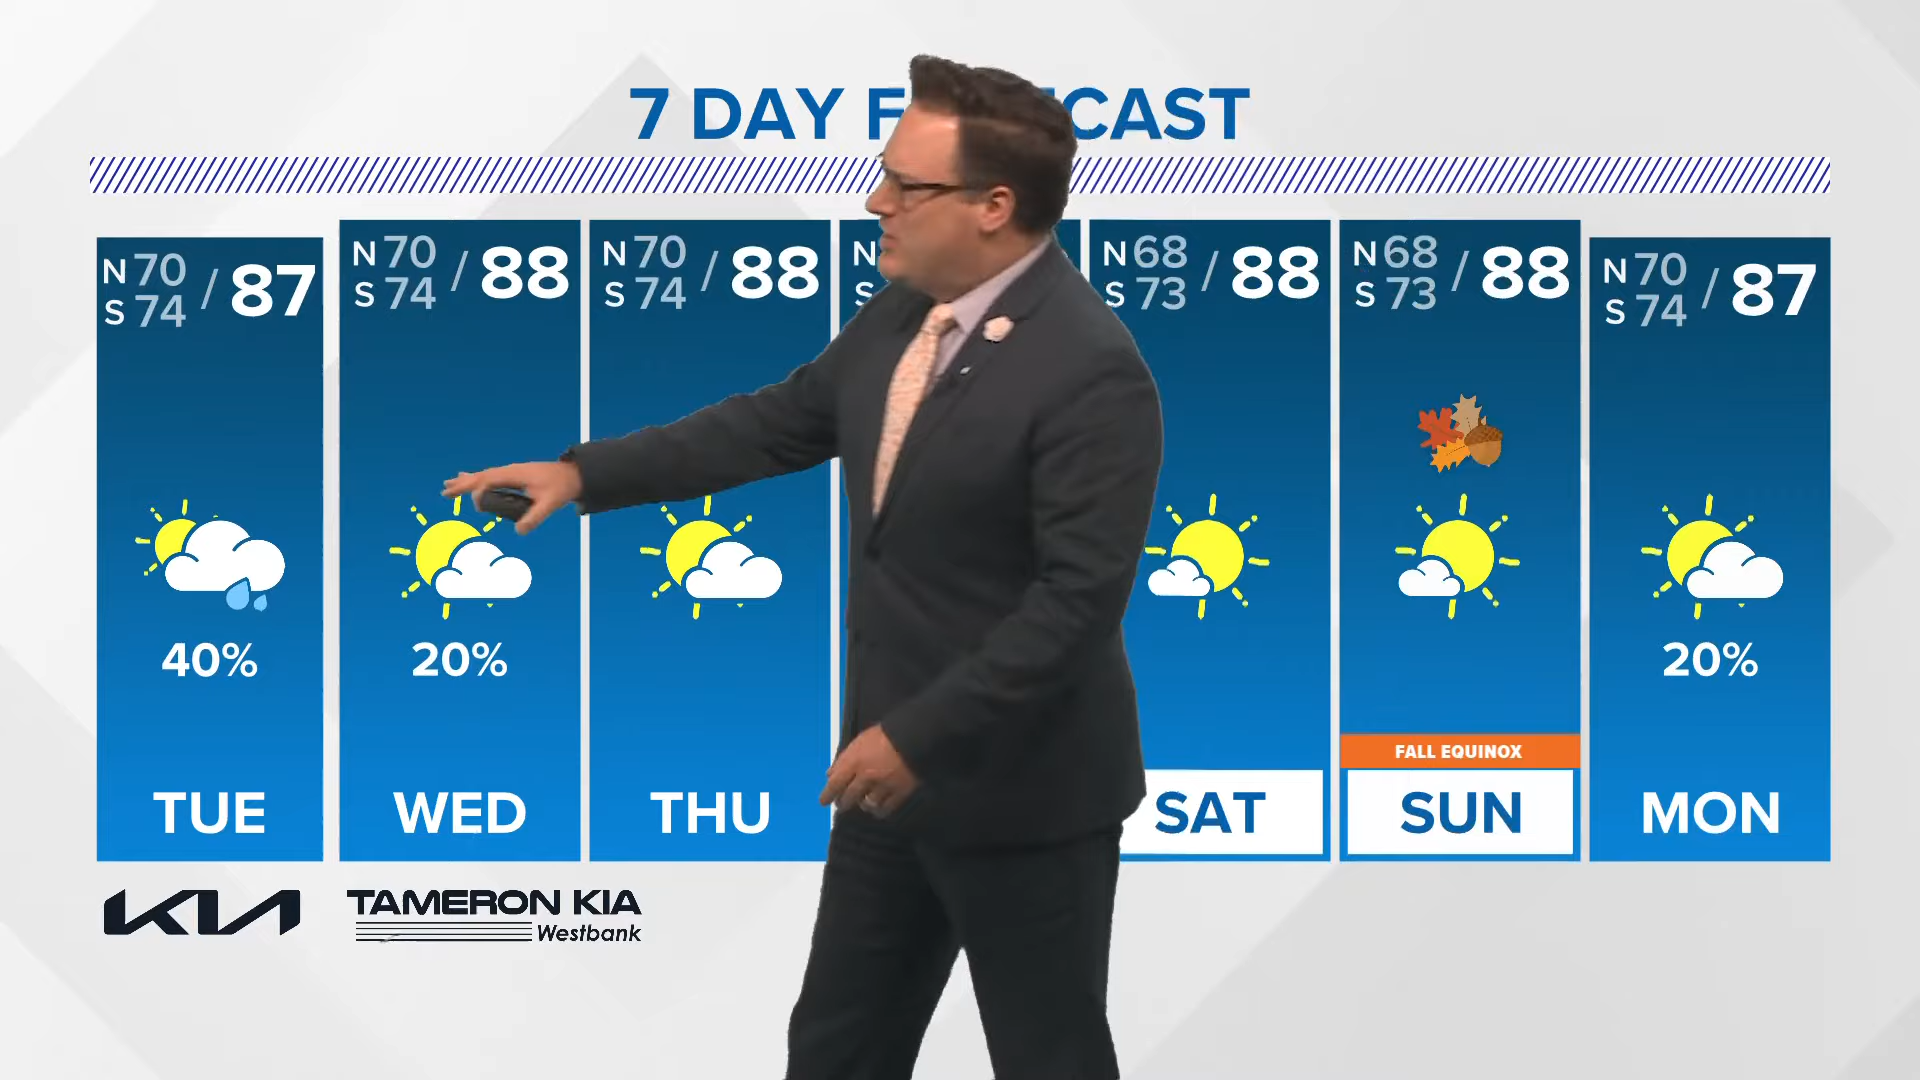 7 DAY F CAST
N 70 / 87
S 74
N 70 / 88
S 74
N 70 / 88
S 74
N
S
N 68 / 88
S 73
N 68 / 88
S 73
N 70 / 87
S 74
40%
20%
20%
FALL EQUINOX
TUE
WED
THU
SAT
SUN
MON
KIA
TAMERON KIA
Westbank